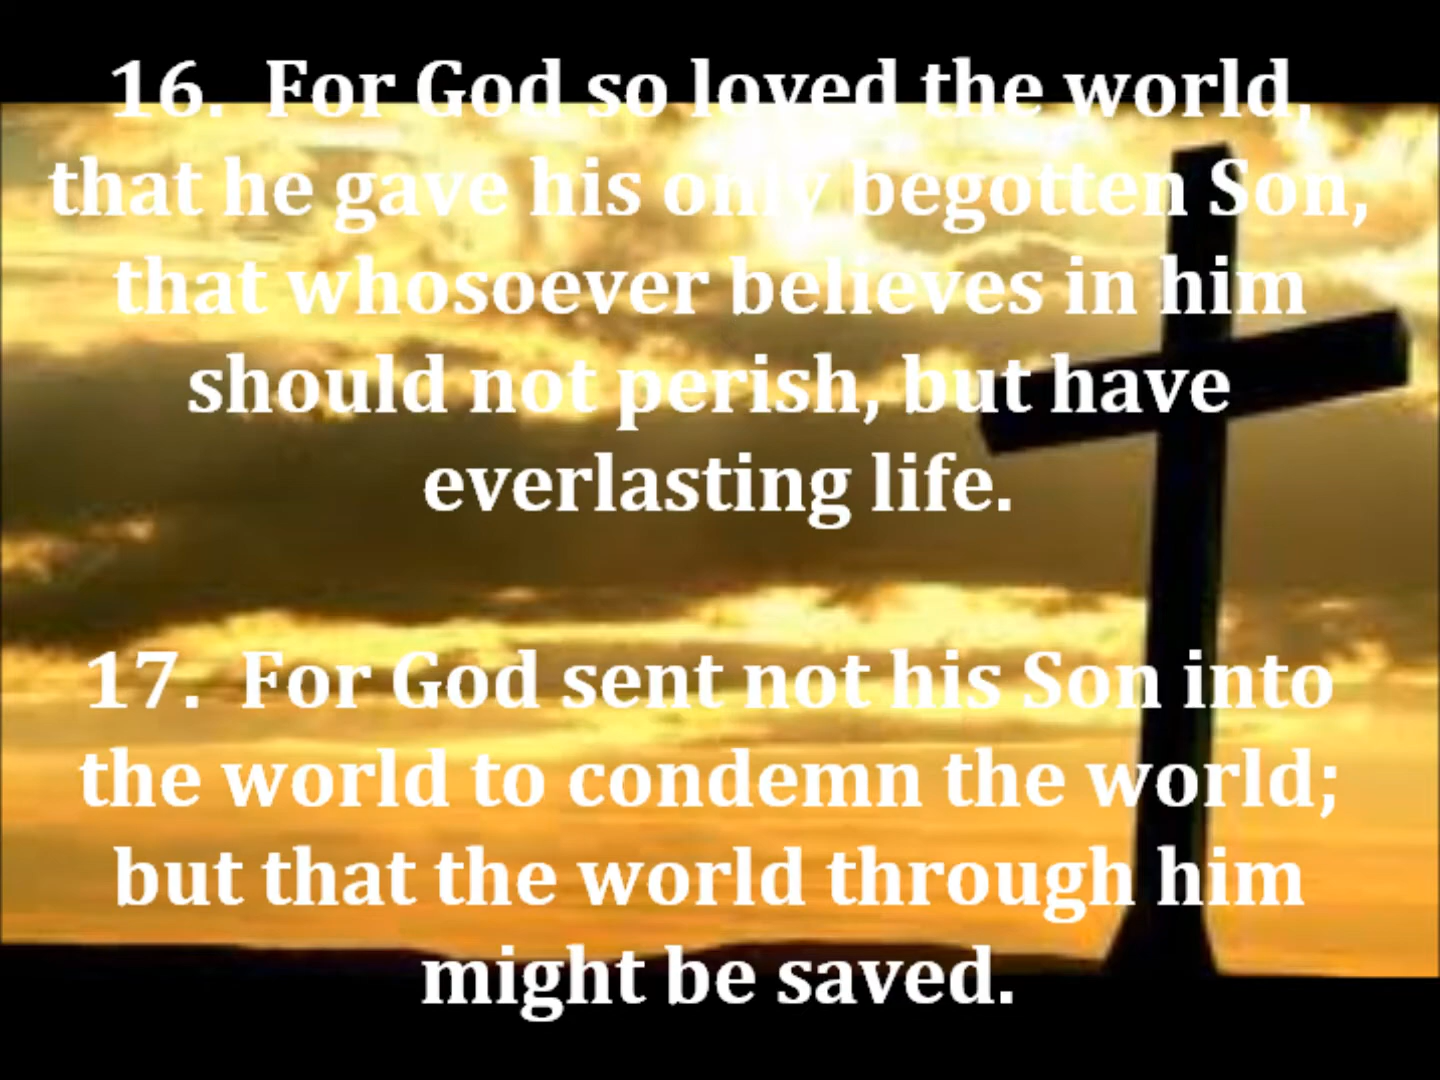 16.  For God so loved the world,
that he gave his only begotten Son,
that whosoever believes in him
should not perish, but have
everlasting life.
17.  For God sent not his Son into
the world to condemn the world;
but that the world through him
might be saved.